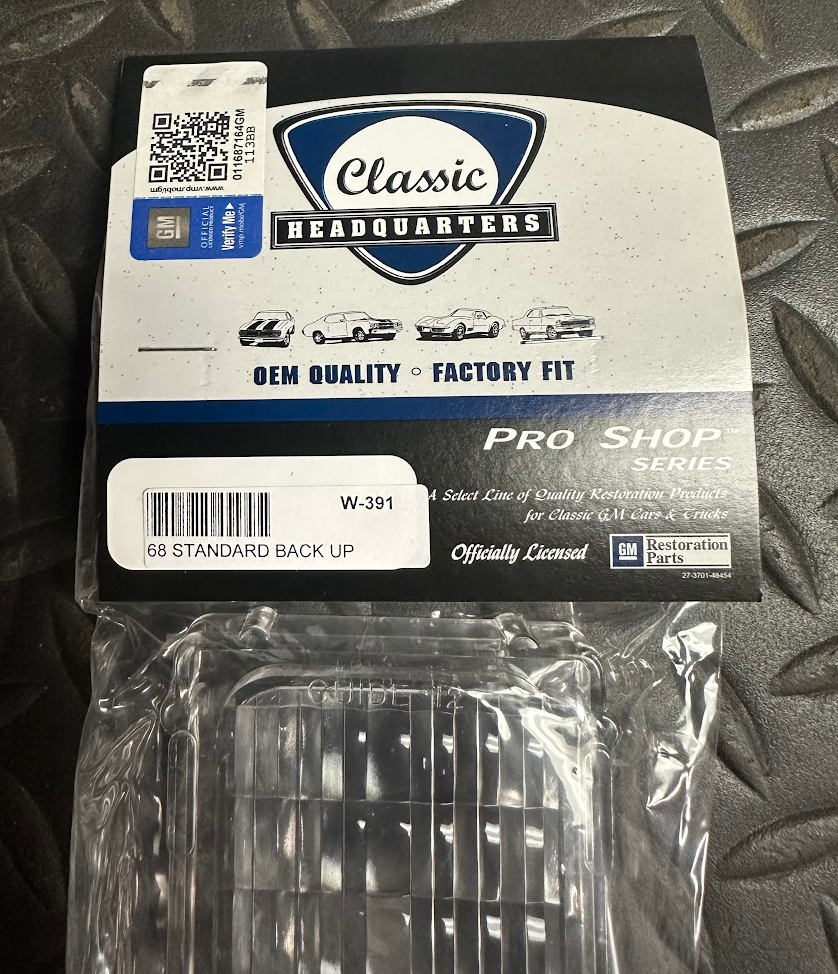 www.vmp.mobi/gm
011687164GM
113BB
GM
OFFICIAL
LICENSED PRODUCT
Verify Me
vmp.mobi/GM
Classic
HEADQUARTERS
OEM QUALITY ○ FACTORY FIT
PRO SHOP™
SERIES
A Select Line of Quality Restoration Products
for Classic GM Cars & Trucks
W-391
68 STANDARD BACK UP
Officially Licensed
GM
Restoration
Parts
27-3701-48454
GUIDE